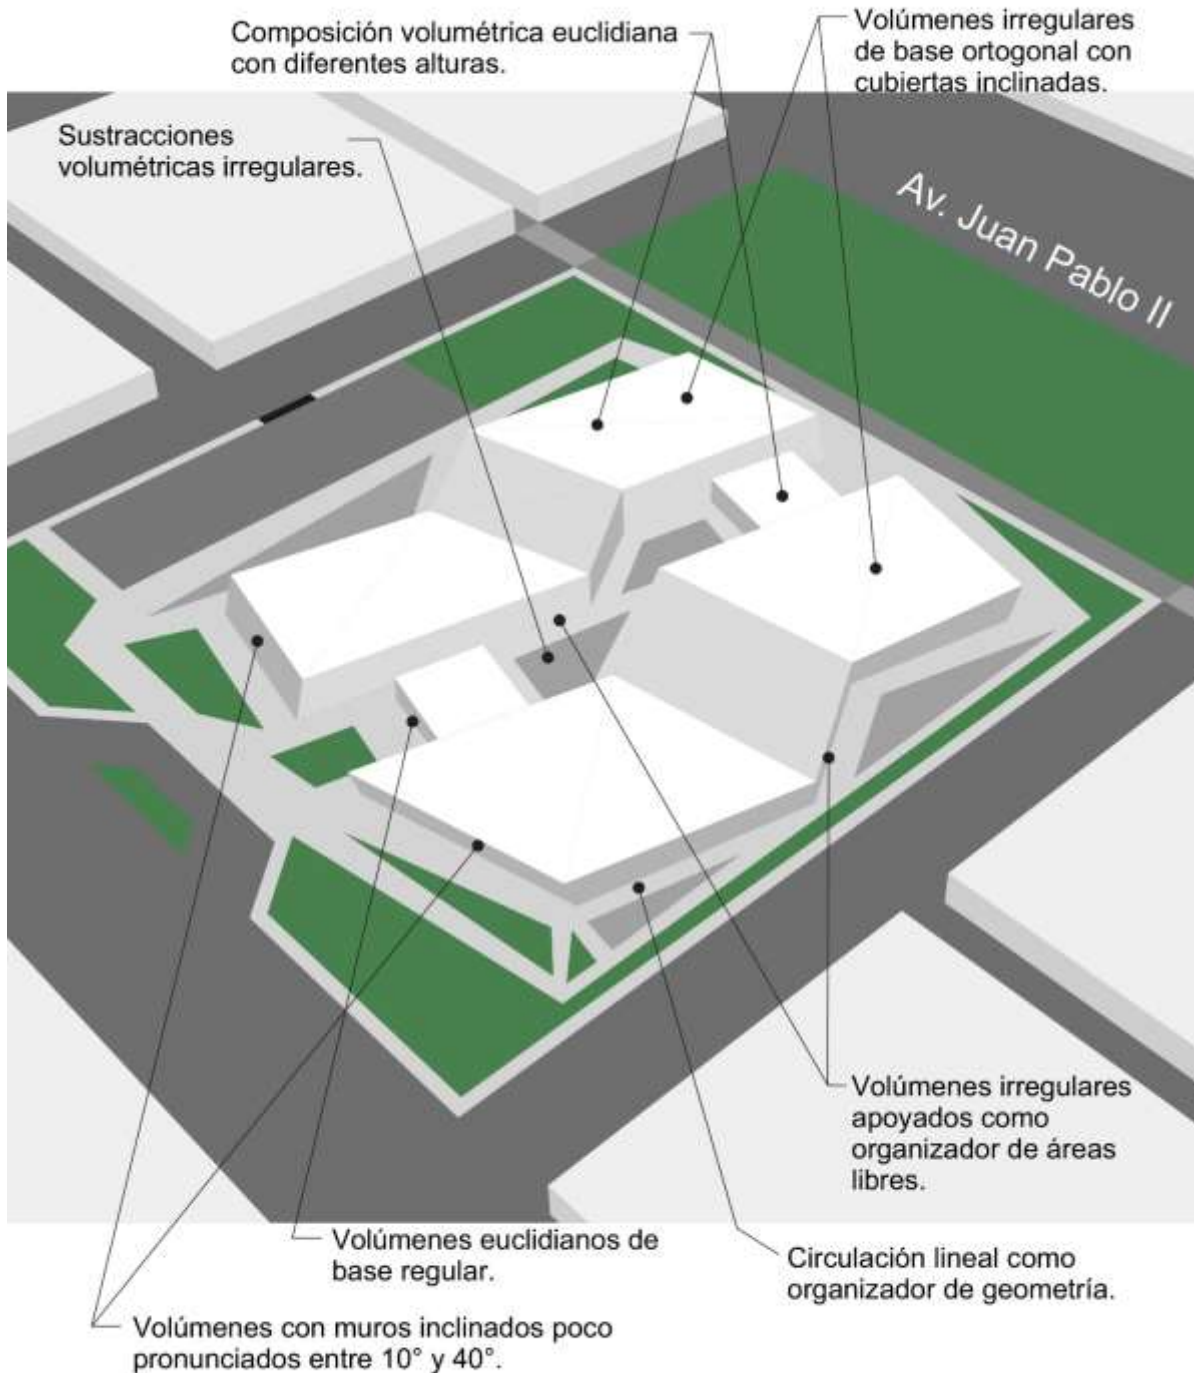 Composición volumétrica euclidiana
con diferentes alturas.
Volúmenes irregulares
de base ortogonal con
cubiertas inclinadas.
Sustracciones
volumétricas irregulares.
Av. Juan Pablo II
Volúmenes irregulares
apoyados como
organizador de áreas
libres.
Volúmenes euclidianos de
base regular.
Circulación lineal como
organizador de geometría.
Volúmenes con muros inclinados poco
pronunciados entre 10° y 40°.